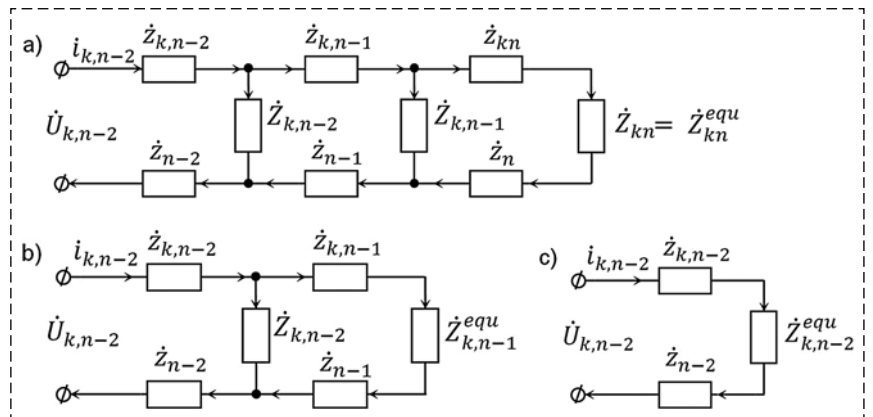 a)
i̇_{k,n−2} ż_{k,n−2} ż_{k,n−1} ż_{kn}
U̇_{k,n−2} Ż_{k,n−2} Ż_{k,n−1} Ż_{kn} = Ż_{kn}^{equ}
ż_{n−2} ż_{n−1} ż_{n}
b)
i̇_{k,n−2} ż_{k,n−2} ż_{k,n−1}
U̇_{k,n−2} Ż_{k,n−2} Ż_{k,n−1}^{equ}
ż_{n−2} ż_{n−1}
c)
i̇_{k,n−2} ż_{k,n−2}
U̇_{k,n−2} Ż_{k,n−2}^{equ}
ż_{n−2}